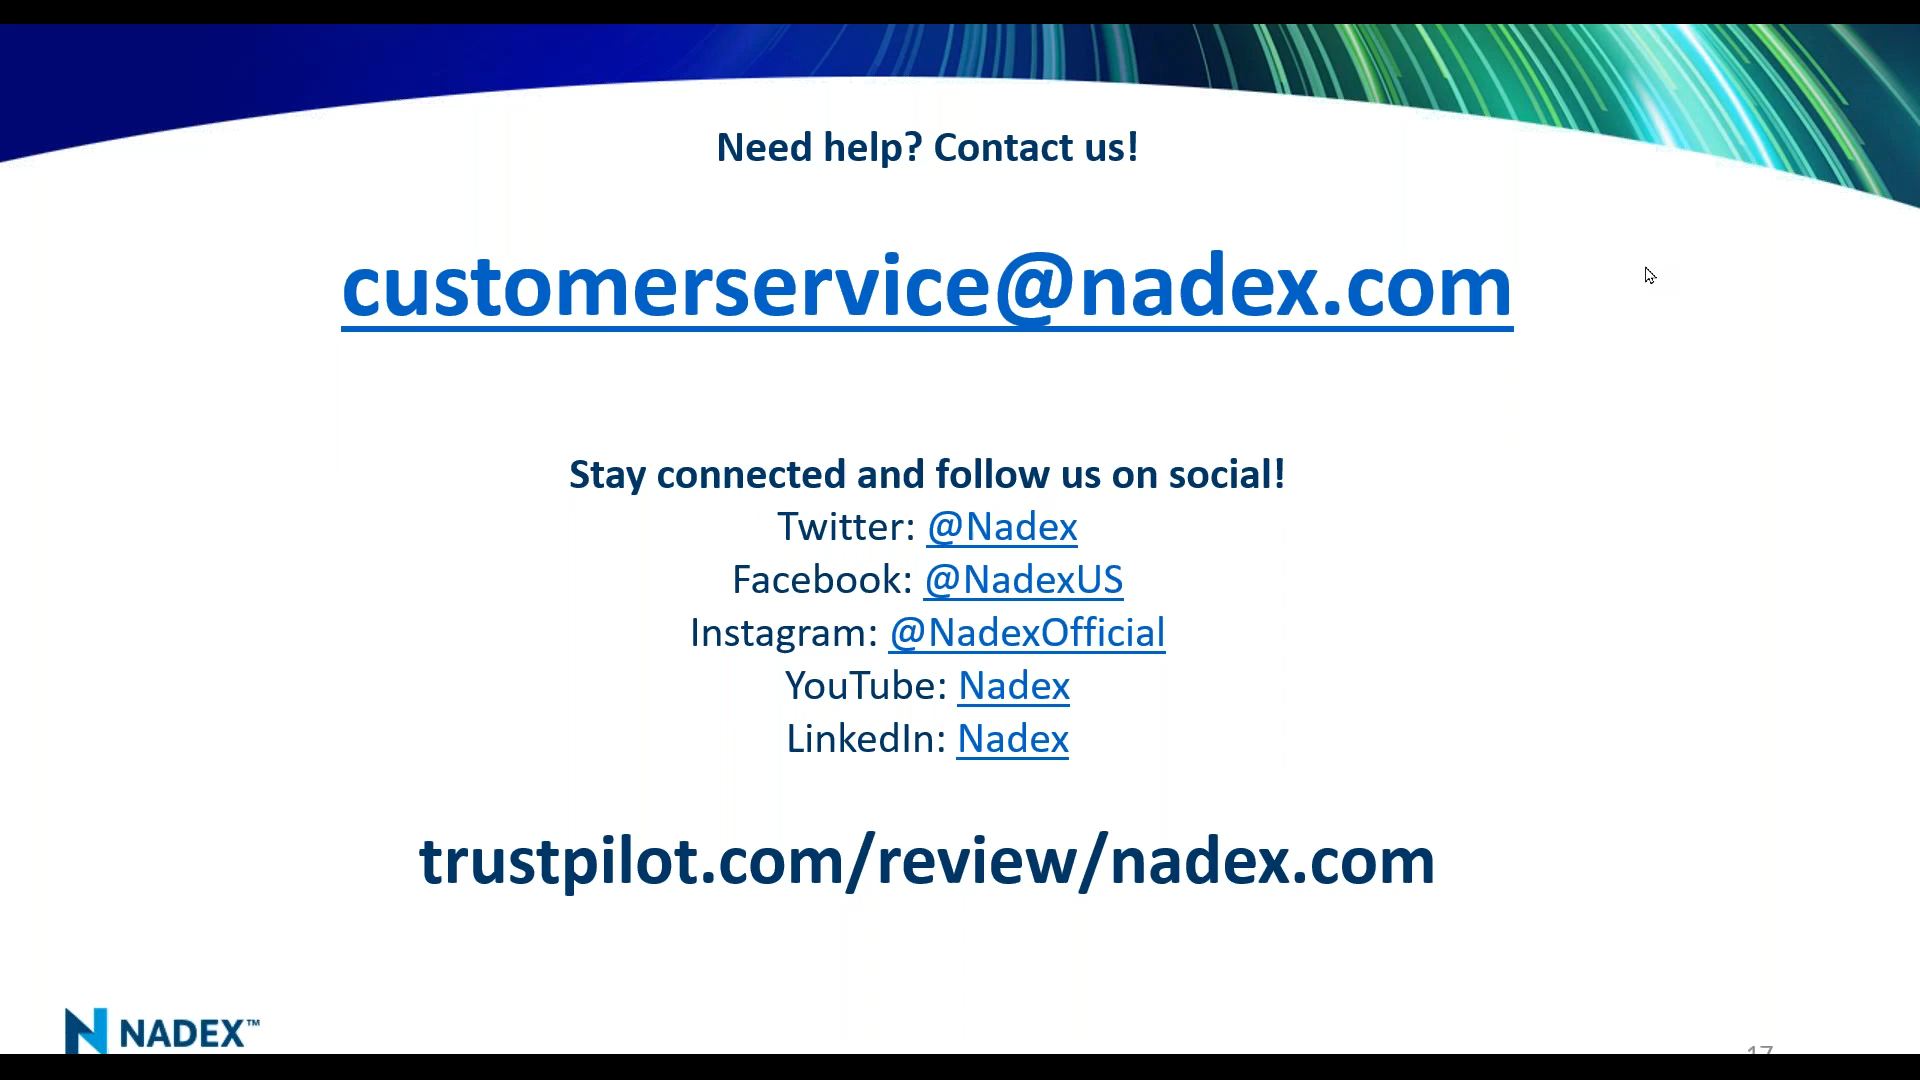 Need help? Contact us!
customerservice@nadex.com
Stay connected and follow us on social!
Twitter: @Nadex
Facebook: @NadexUS
Instagram: @NadexOfficial
YouTube: Nadex
LinkedIn: Nadex
trustpilot.com/review/nadex.com
NADEX™
17